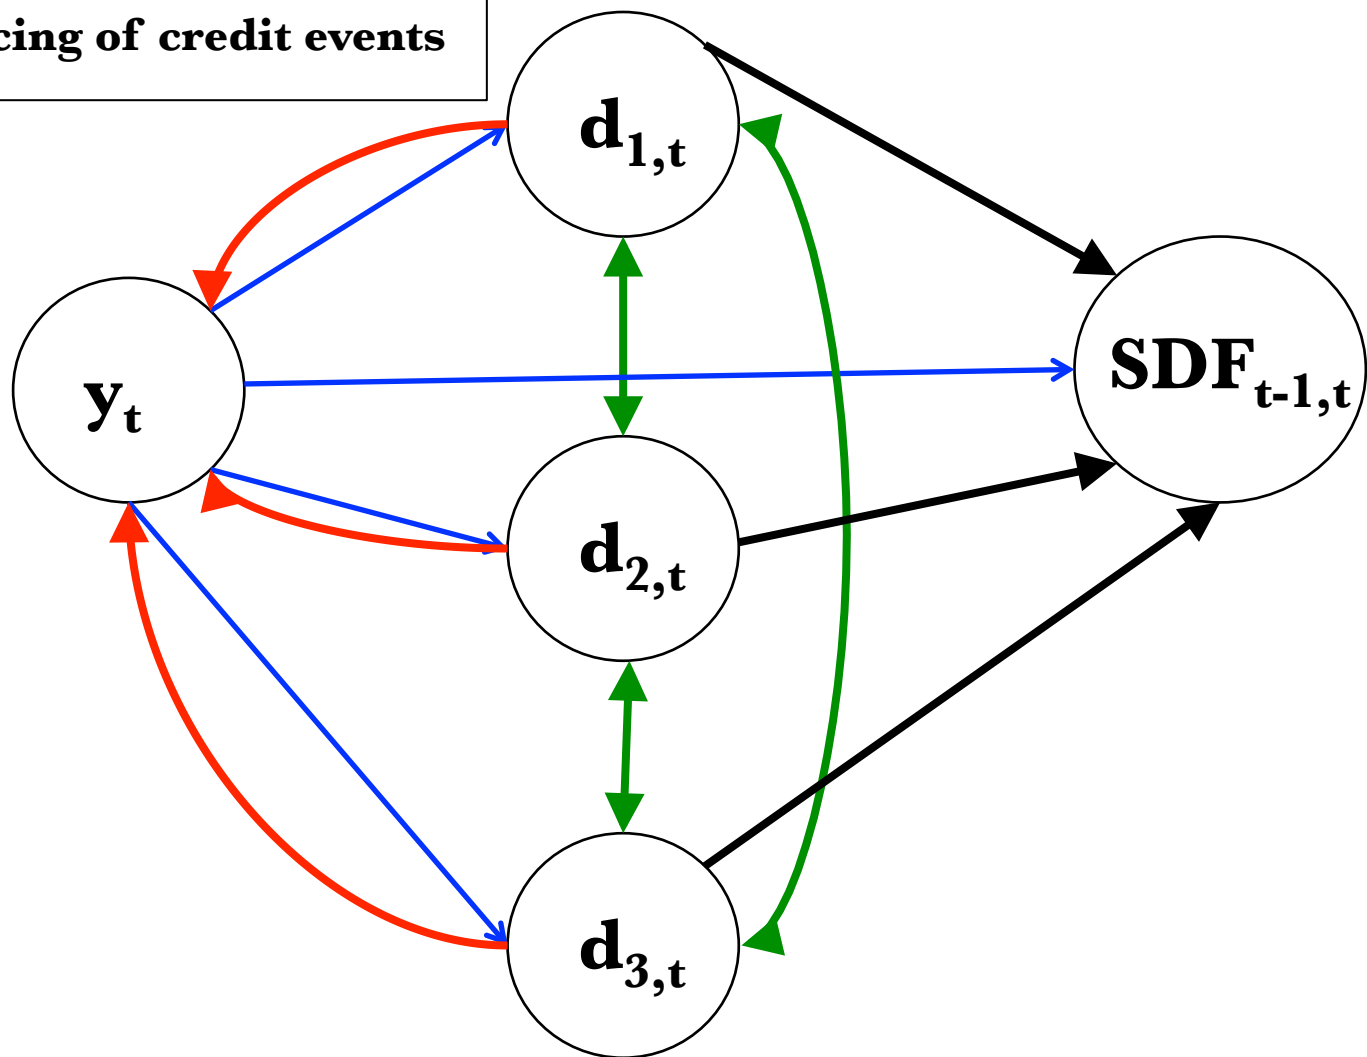 cing of credit events
d1,t
yt
SDFt-1,t
d2,t
d3,t